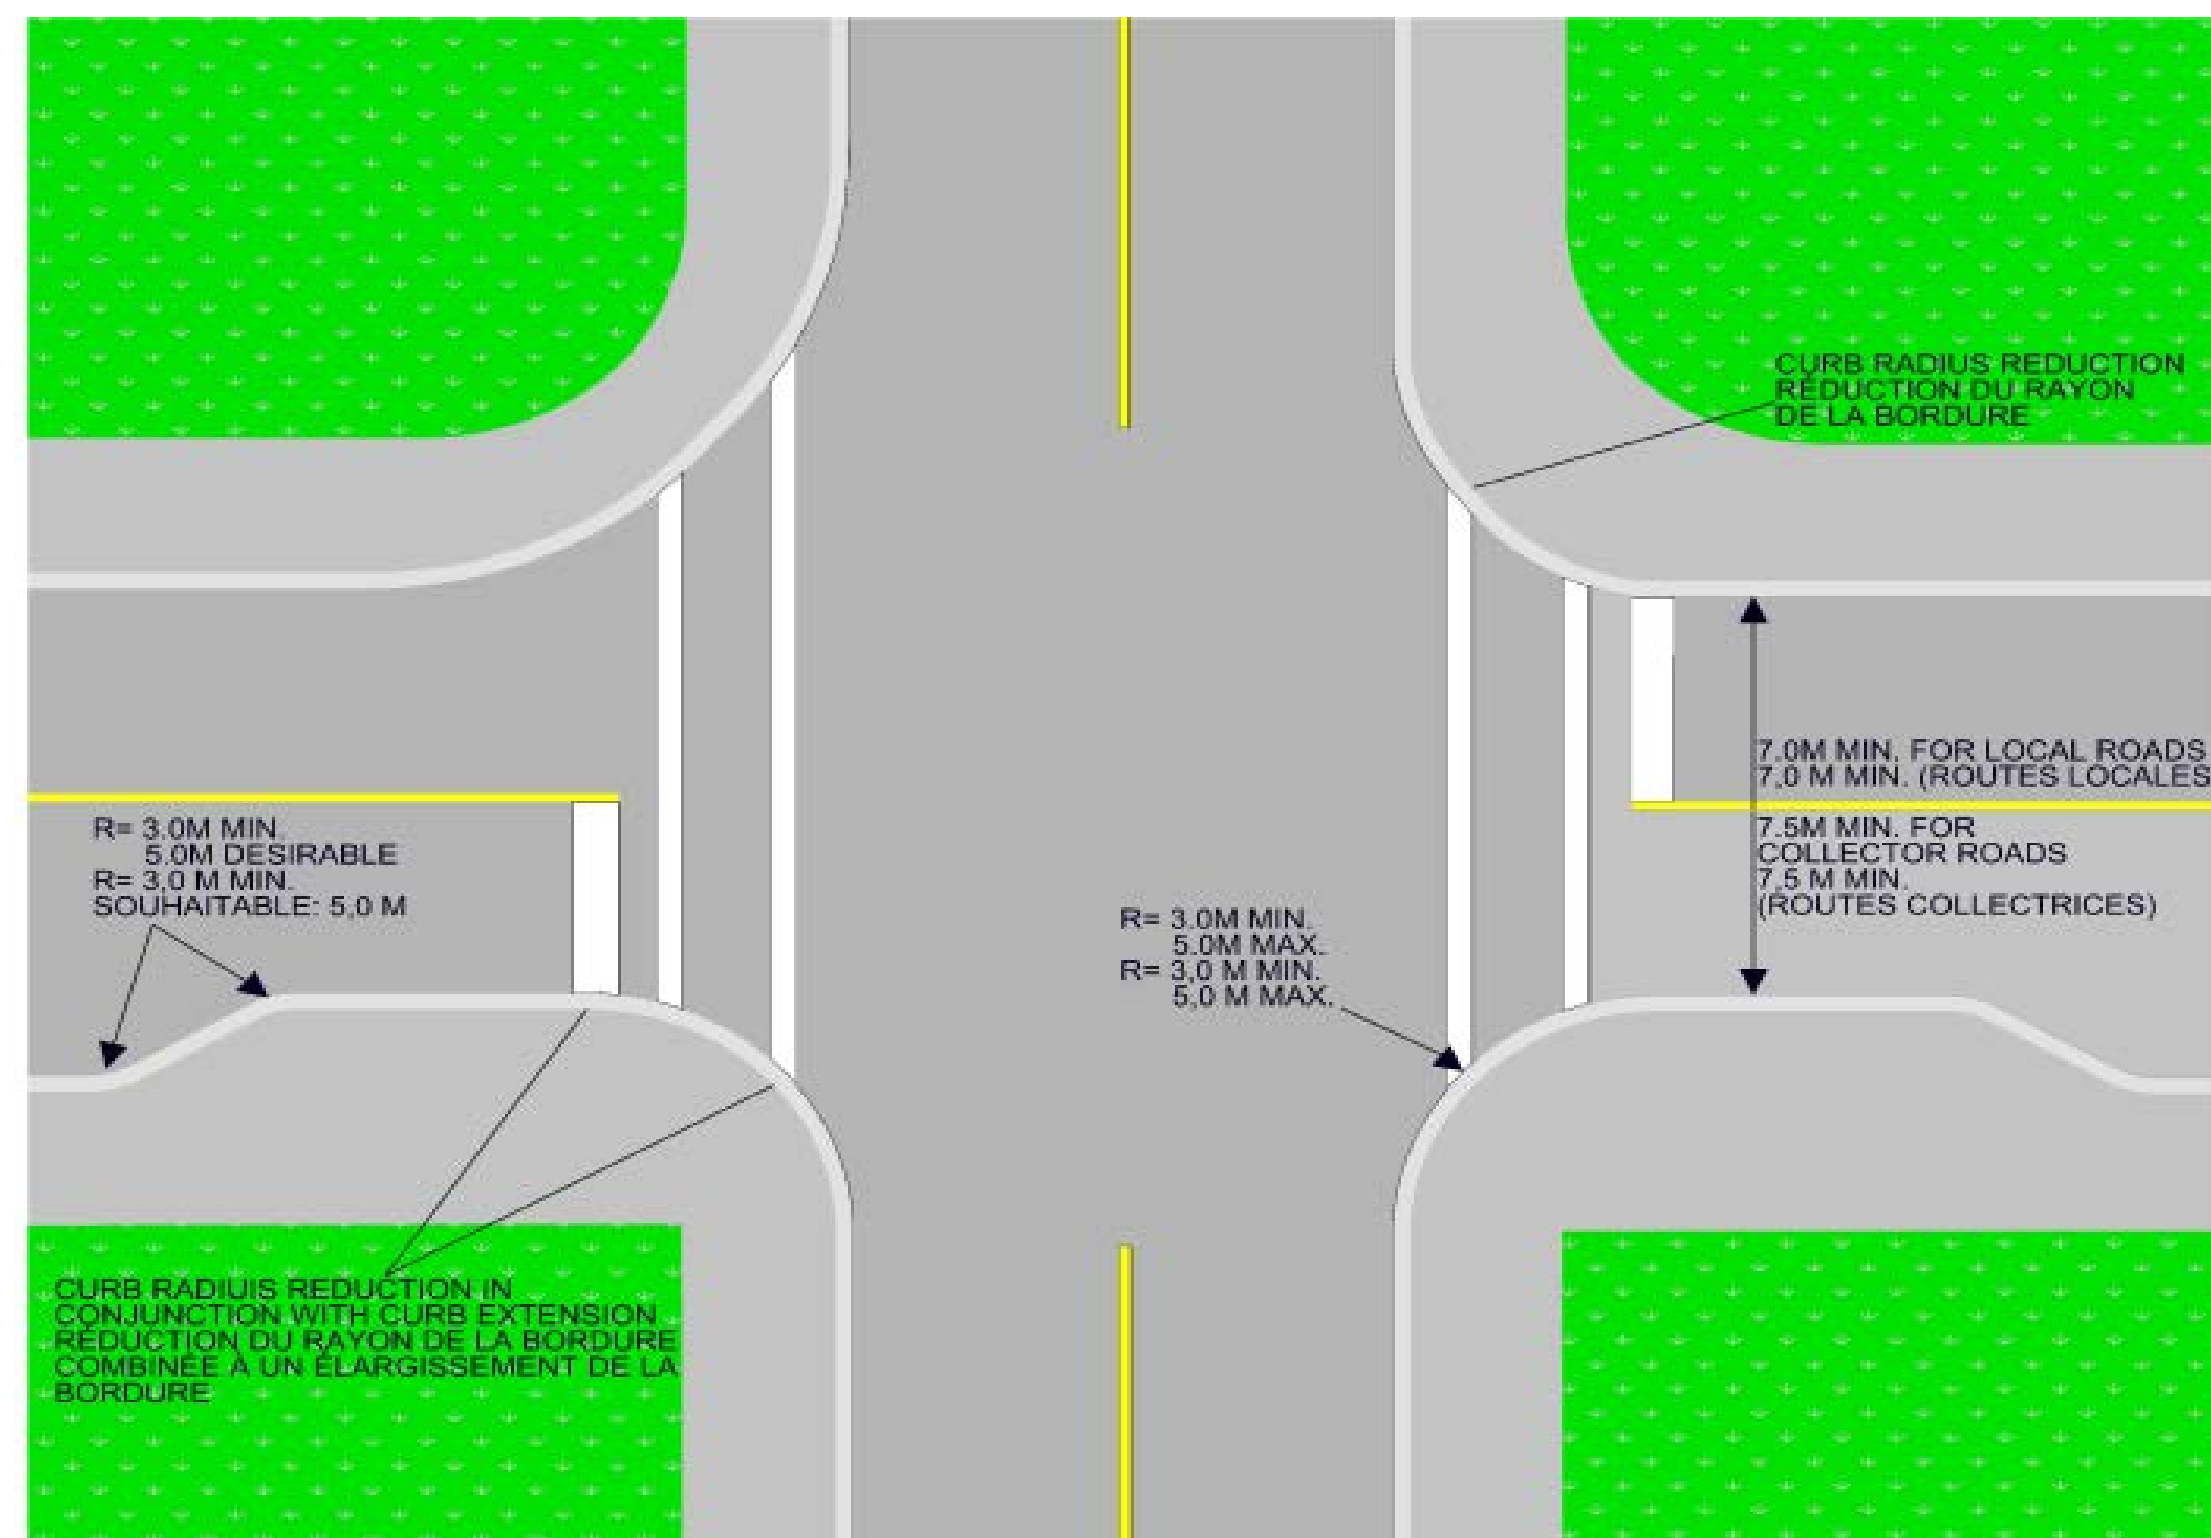 CURB RADIUS REDUCTION
RÉDUCTION DU RAYON
DE LA BORDURE
7.0M MIN. FOR LOCAL ROADS
7,0 M MIN. (ROUTES LOCALES
7.5M MIN. FOR
COLLECTOR ROADS
7,5 M MIN.
(ROUTES COLLECTRICES)
R= 3.0M MIN.
5.0M DESIRABLE
R= 3,0 M MIN.
SOUHAITABLE: 5,0 M
R= 3.0M MIN.
5.0M MAX.
R= 3,0 M MIN.
5,0 M MAX.
CURB RADIUIS REDUCTION IN
CONJUNCTION WITH CURB EXTENSION
RÉDUCTION DU RAYON DE LA BORDURE
COMBINÉE À UN ÉLARGISSEMENT DE LA
BORDURE